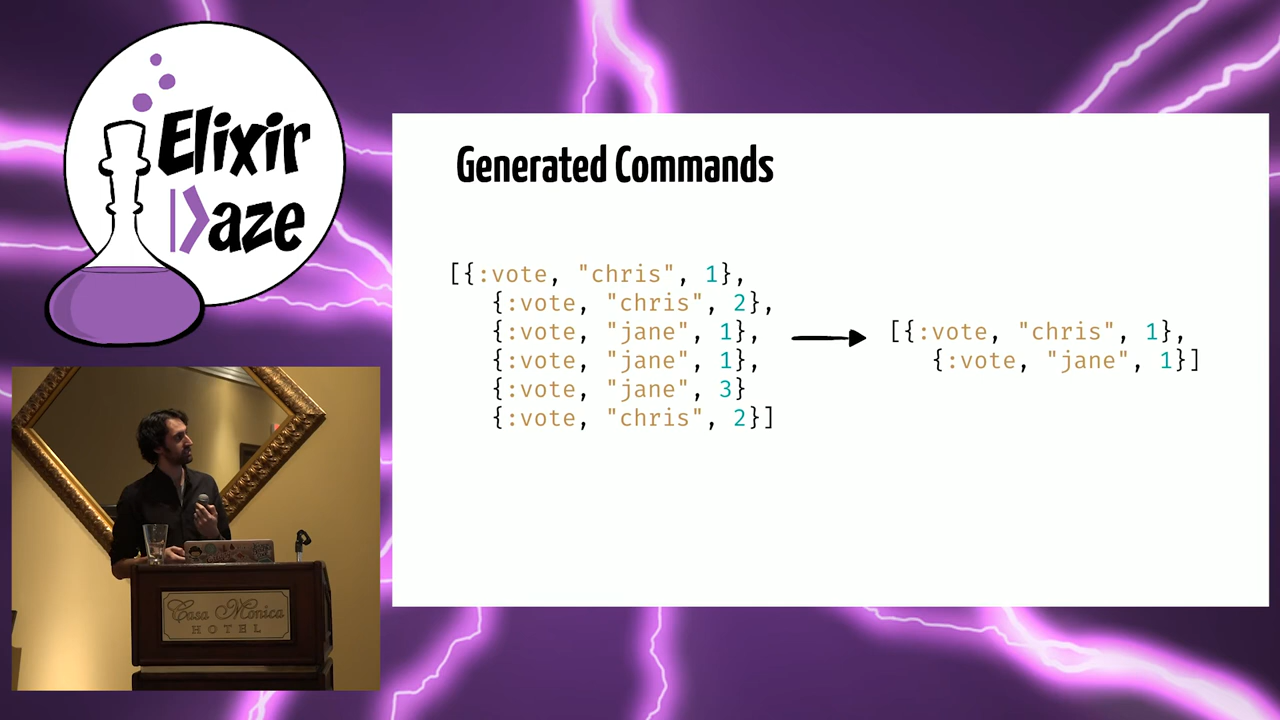 Elixir
Daze
Generated Commands
[{:vote, "chris", 1},
{:vote, "chris", 2},
{:vote, "jane", 1},
{:vote, "jane", 1},
{:vote, "jane", 3}
{:vote, "chris", 2}]
[{:vote, "chris", 1},
{:vote, "jane", 1}]
Casa Monica
HOTEL